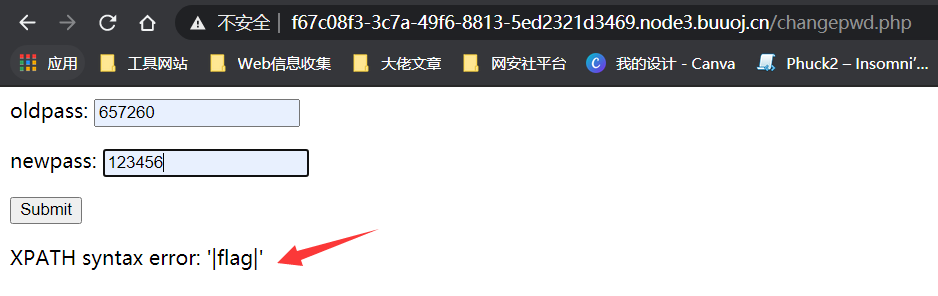 不安全 | f67c08f3-3c7a-49f6-8813-5ed2321d3469.node3.buuoj.cn/changepwd.php
应用 工具网站 Web信息收集 大佬文章 网安社平台 C 我的设计 - Canva Phuck2 – Insomni'...
oldpass: 657260
newpass: 123456
Submit
XPATH syntax error: '|flag|'